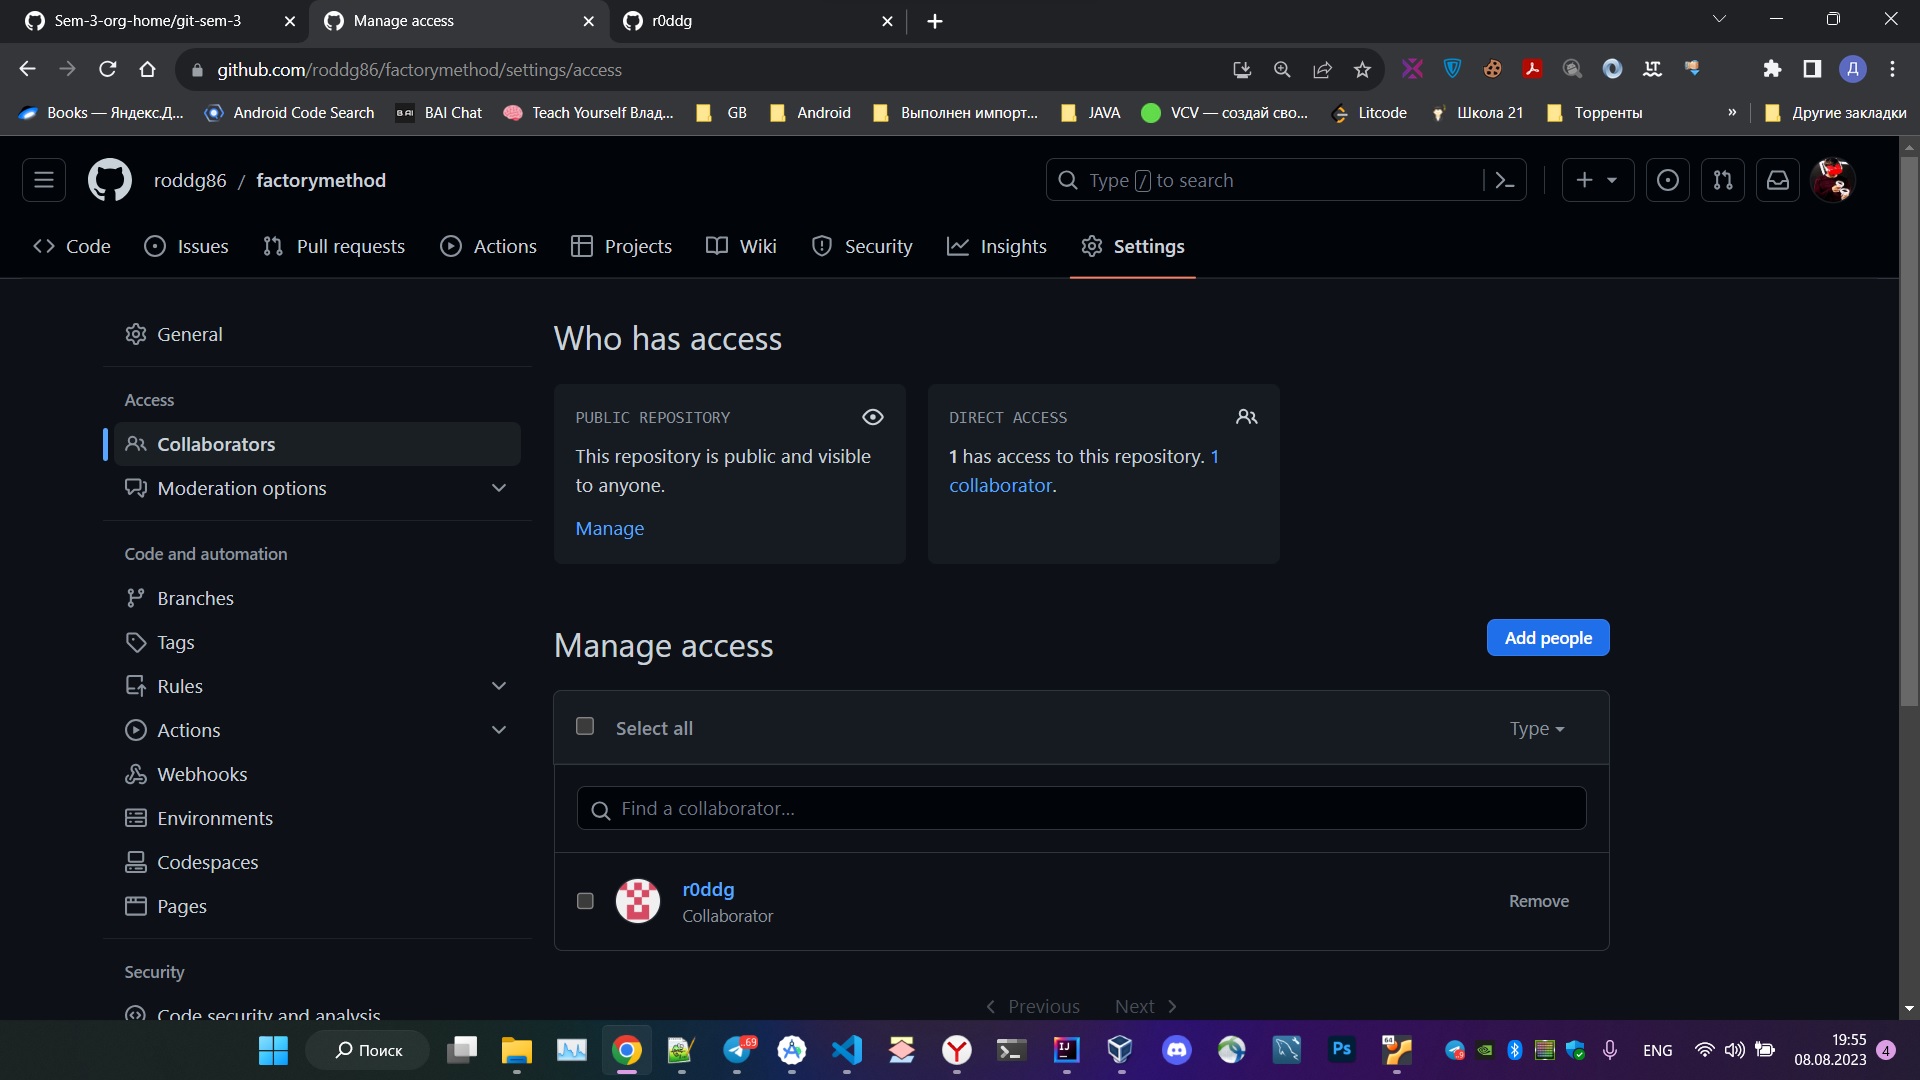 Sem-3-org-home/git-sem-3
Manage access
r0ddg
github.com/roddg86/factorymethod/settings/access
Books — Яндекс.Д...
Android Code Search
BAI Chat
Teach Yourself Влад...
GB
Android
Выполнен импорт...
JAVA
VCV — создай сво...
Litcode
Школа 21
Торренты
»
Другие закладки
roddg86 / factorymethod
Type / to search
Code
Issues
Pull requests
Actions
Projects
Wiki
Security
Insights
Settings
General
Access
Collaborators
Moderation options
Code and automation
Branches
Tags
Rules
Actions
Webhooks
Environments
Codespaces
Pages
Security
Code security and analysis
Who has access
PUBLIC REPOSITORY
This repository is public and visible
to anyone.
Manage
DIRECT ACCESS
1 has access to this repository. 1
collaborator.
Manage access
Add people
Select all
Type
Find a collaborator...
r0ddg
Collaborator
Remove
Previous
Next
Поиск
ENG
19:55
08.08.2023
4